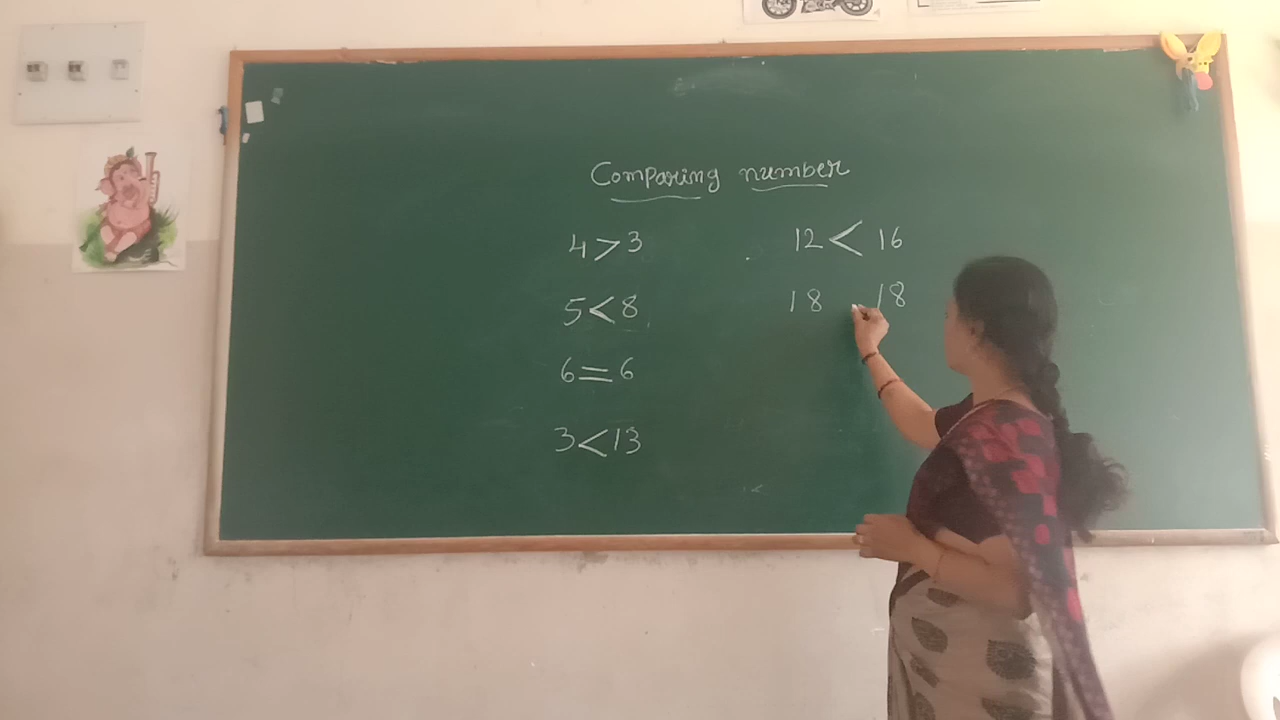 Comparing number
4 > 3
5 < 8
6 = 6
3 < 13
12 < 16
18 18